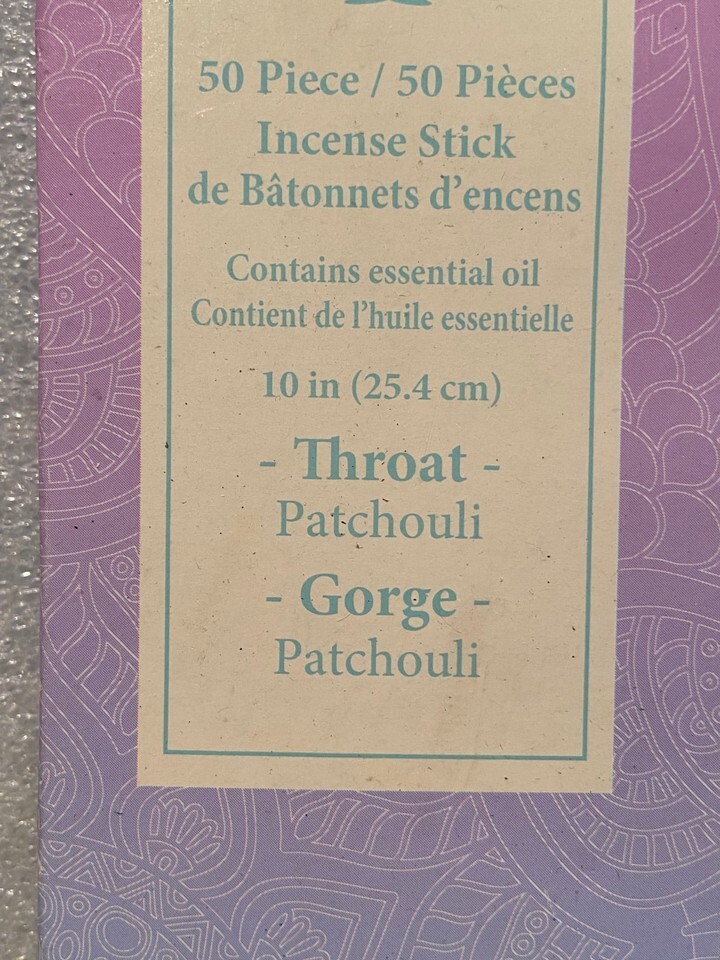 50 Piece / 50 Pièces
Incense Stick
de Bâtonnets d'encens
Contains essential oil
Contient de l'huile essentielle
10 in (25.4 cm)
- Throat -
Patchouli
- Gorge -
Patchouli